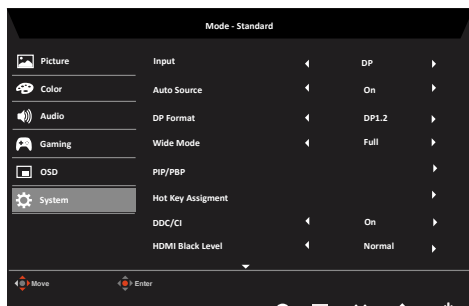 Mode - Standard
Picture
Color
Audio
Gaming
OSD
System
Input DP
Auto Source On
DP Format DP1.2
Wide Mode Full
PIP/PBP
Hot Key Assigment
DDC/CI On
HDMI Black Level Normal
Move Enter